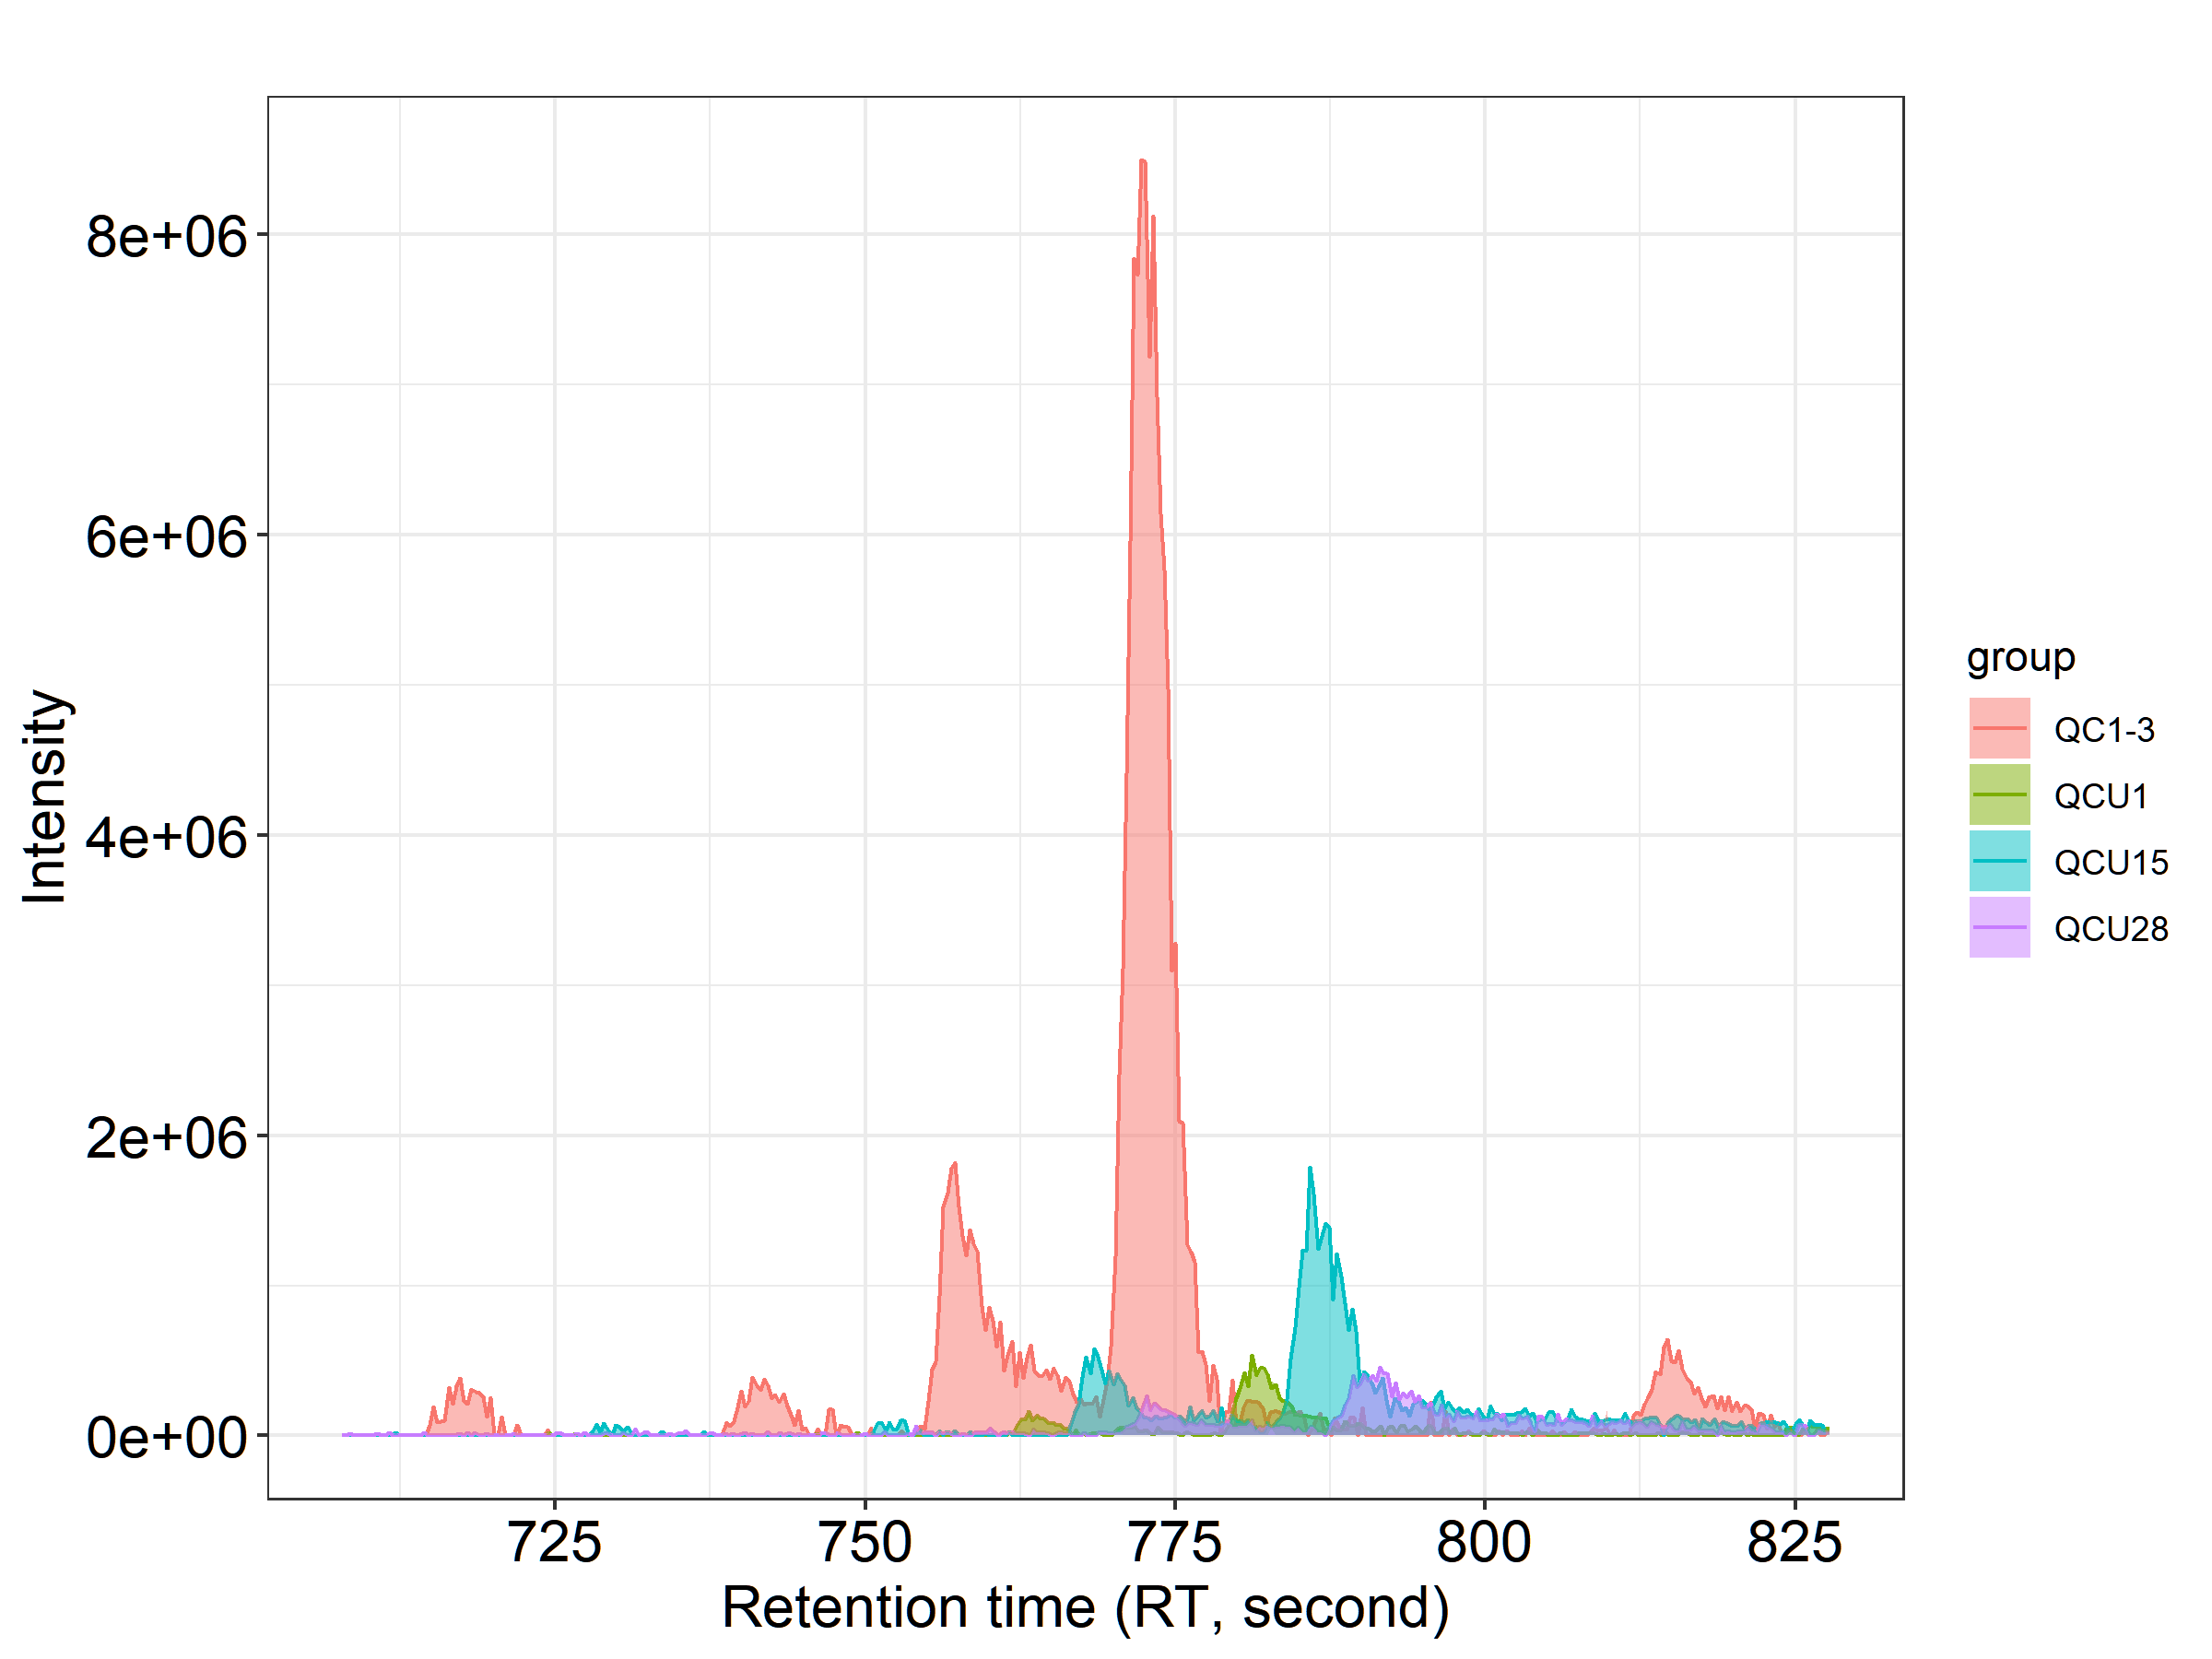 8e+06
6e+06
4e+06
2e+06
0e+00
Intensity
725 750 775 800 825
Retention time (RT, second)
group
QC1-3
QCU1
QCU15
QCU28